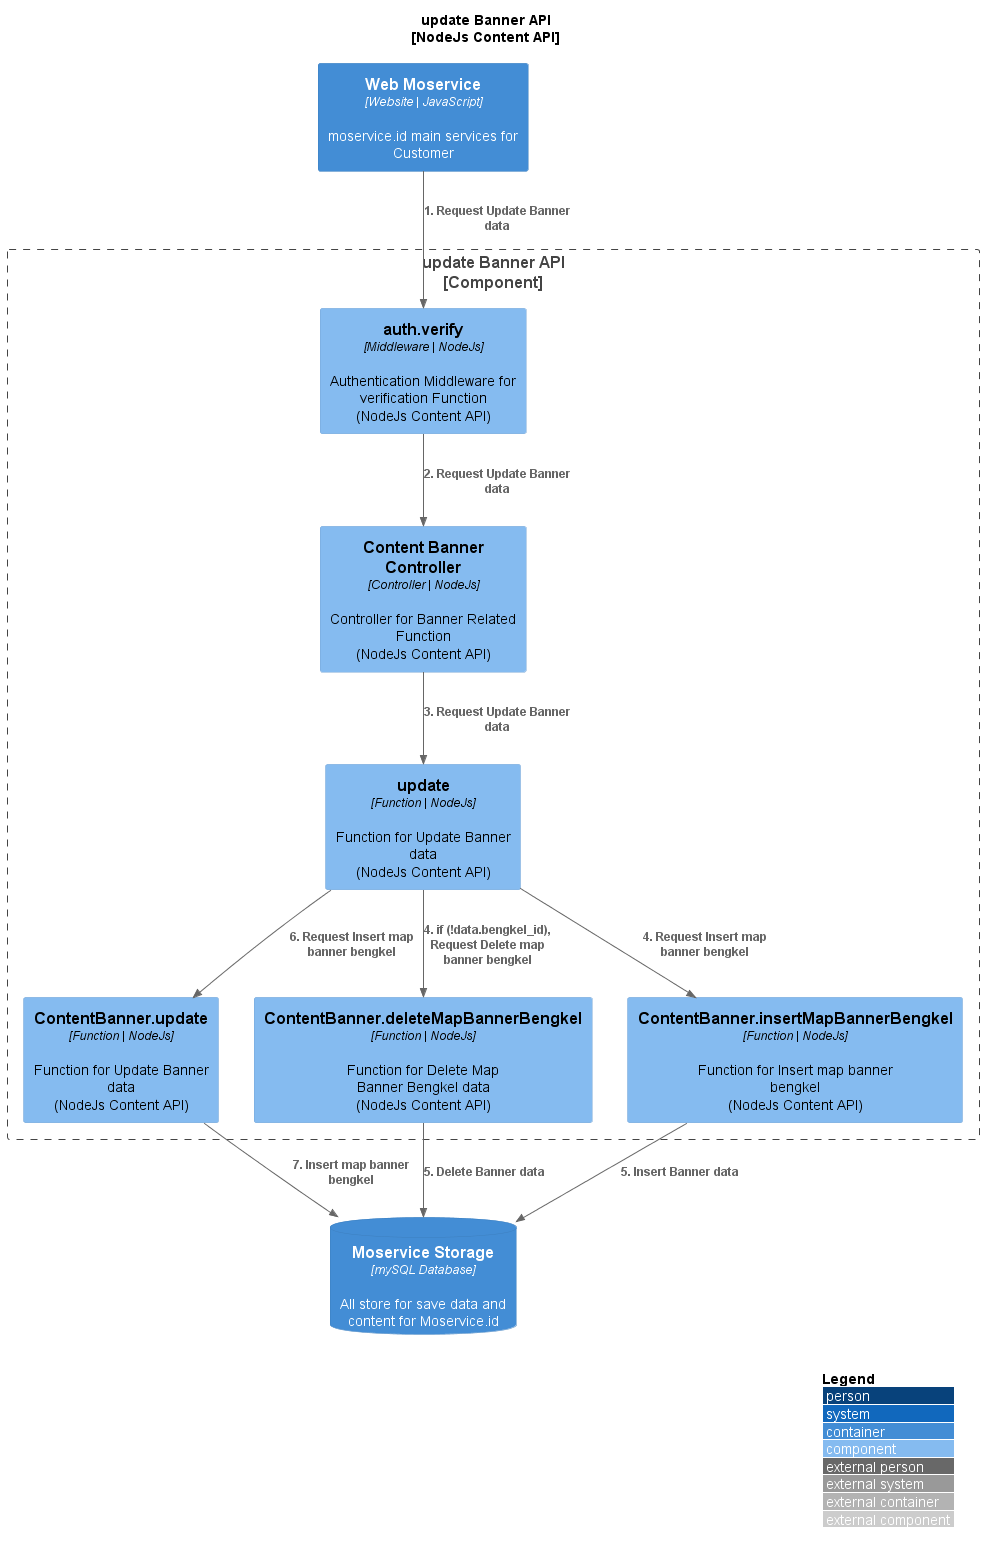 update Banner API
[NodeJs Content API]
Web Moservice
[Website | JavaScript]
moservice.id main services for
Customer
1. Request Update Banner
data
update Banner API
[Component]
auth.verify
[Middleware | NodeJs]
Authentication Middleware for
verification Function
(NodeJs Content API)
2. Request Update Banner
data
Content Banner
Controller
[Controller | NodeJs]
Controller for Banner Related
Function
(NodeJs Content API)
3. Request Update Banner
data
update
[Function | NodeJs]
Function for Update Banner
data
(NodeJs Content API)
6. Request Insert map
banner bengkel
4. if (!data.bengkel_id),
Request Delete map
banner bengkel
4. Request Insert map
banner bengkel
ContentBanner.update
[Function | NodeJs]
Function for Update Banner
data
(NodeJs Content API)
ContentBanner.deleteMapBannerBengkel
[Function | NodeJs]
Function for Delete Map
Banner Bengkel data
(NodeJs Content API)
ContentBanner.insertMapBannerBengkel
[Function | NodeJs]
Function for Insert map banner
bengkel
(NodeJs Content API)
7. Insert map banner
bengkel
5. Delete Banner data
5. Insert Banner data
Moservice Storage
[mySQL Database]
All store for save data and
content for Moservice.id
Legend
person
system
container
component
external person
external system
external container
external component